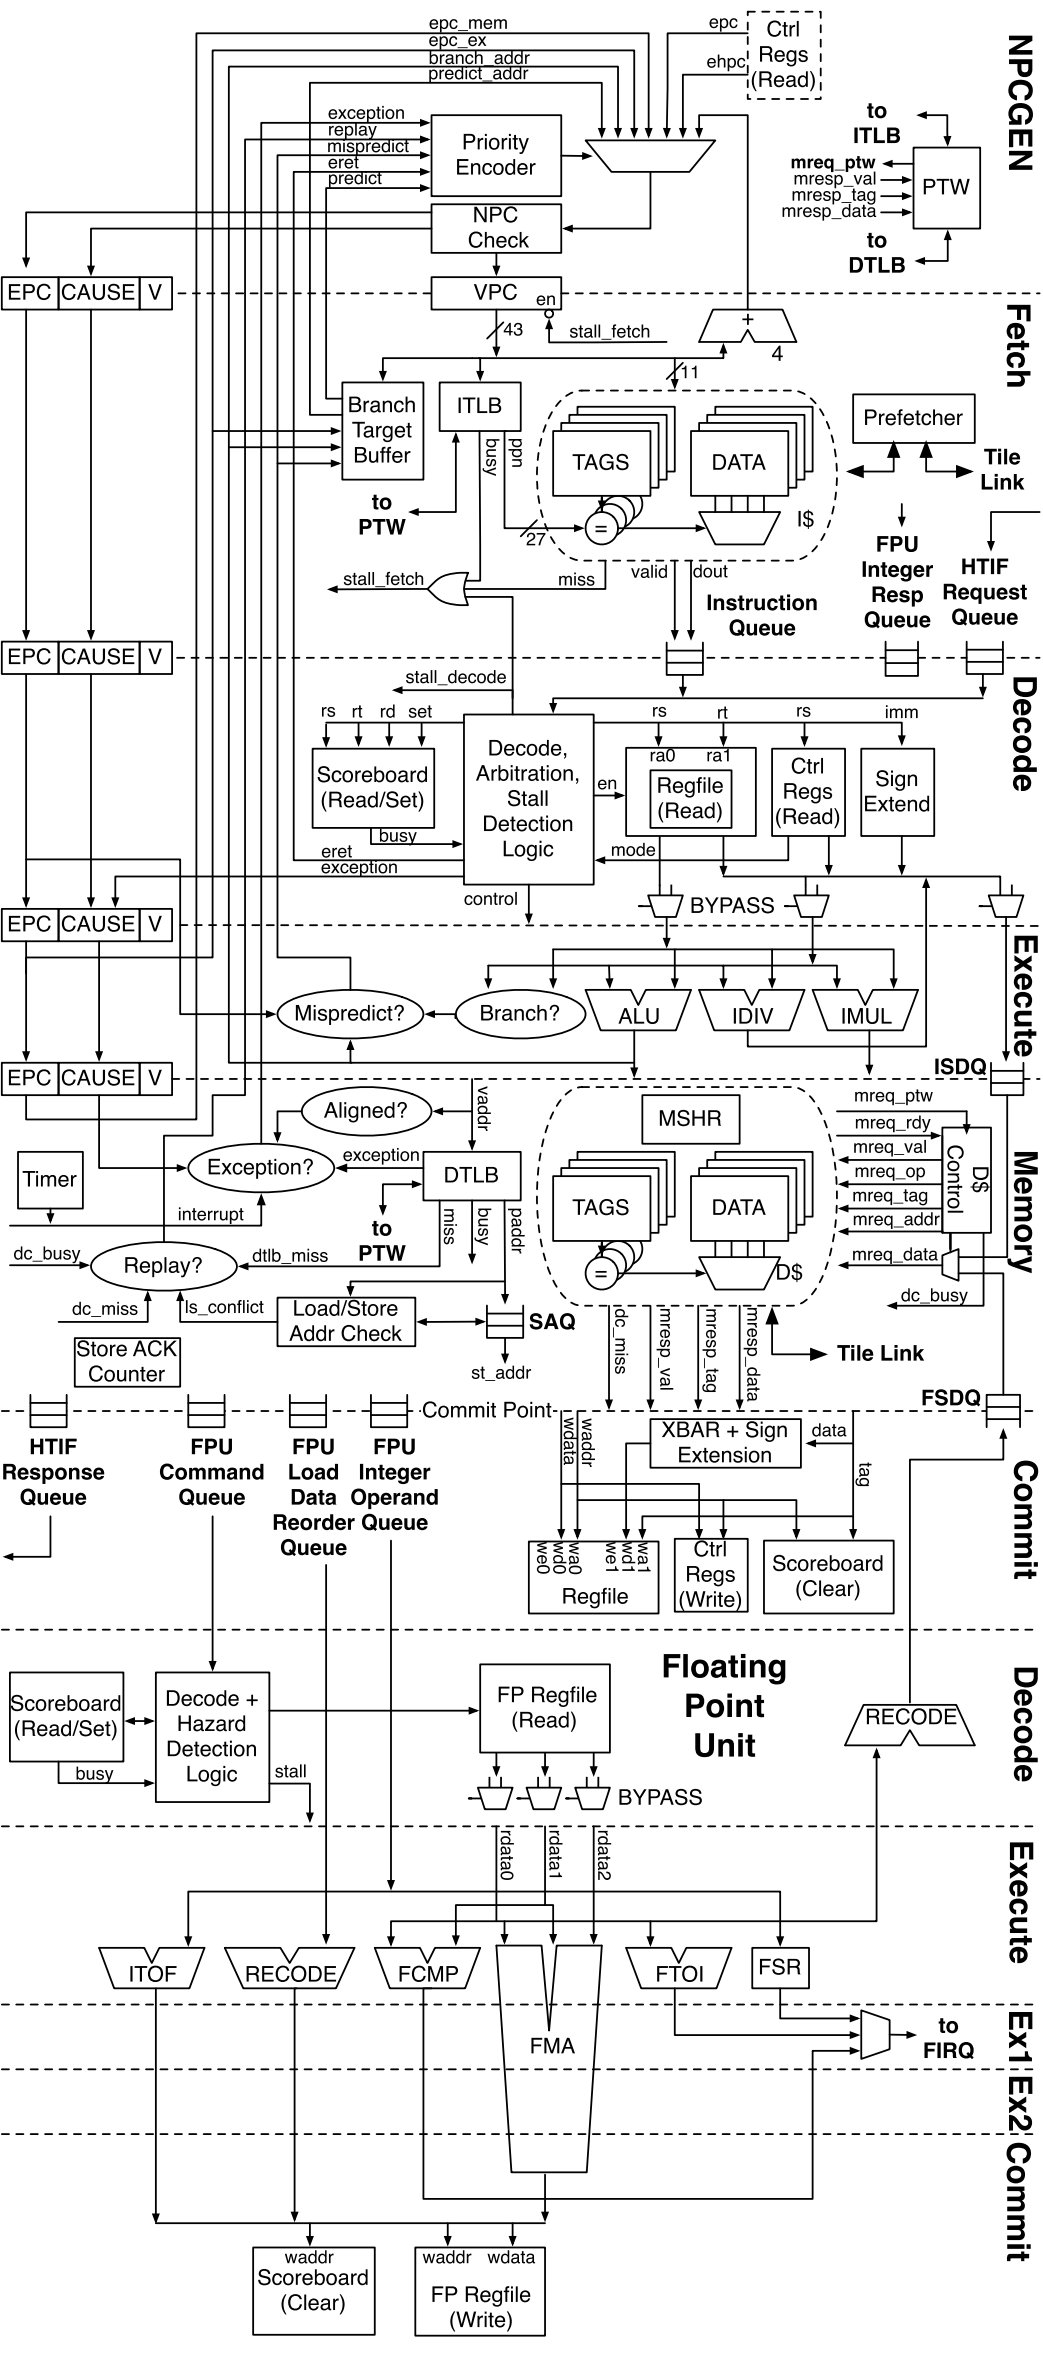 epc_mem
epc_ex
branch_addr
predict_addr
epc
ehpc
Ctrl
Regs
(Read)
NPCGEN
exception
replay
mispredict
eret
predict
Priority
Encoder
to
ITLB
mreq_ptw
mresp_val
mresp_tag
mresp_data
PTW
to
DTLB
NPC
Check
EPC CAUSE V
VPC
en
43
stall_fetch
+
4
11
Fetch
Branch
Target
Buffer
ITLB
busy
ppn
to
PTW
27
TAGS
DATA
=
I$
Prefetcher
Tile
Link
FPU
Integer
Resp
Queue
HTIF
Request
Queue
stall_fetch
miss
valid
dout
Instruction
Queue
EPC CAUSE V
Decode
stall_decode
rs rt rd set
Scoreboard
(Read/Set)
busy
eret
exception
Decode,
Arbitration,
Stall
Detection
Logic
control
en
rs
rt
ra0
ra1
Regfile
(Read)
rs
Ctrl
Regs
(Read)
imm
Sign
Extend
mode
BYPASS
EPC CAUSE V
Execute
Mispredict?
Branch?
ALU
IDIV
IMUL
ISDQ
EPC CAUSE V
Memory
Aligned?
vaddr
Exception?
exception
DTLB
Timer
interrupt
to
PTW
miss
busy
paddr
dc_busy
Replay?
dtlb_miss
dc_miss
ls_conflict
Load/Store
Addr Check
SAQ
st_addr
Store ACK
Counter
MSHR
TAGS
DATA
=
D$
mreq_ptw
mreq_rdy
mreq_val
mreq_op
mreq_tag
mreq_addr
mreq_data
dc_busy
D$
Control
dc_miss
mresp_val
mresp_tag
mresp_data
Tile Link
FSDQ
Commit Point
HTIF
Response
Queue
FPU
Command
Queue
FPU
Load
Data
Reorder
Queue
FPU
Integer
Operand
Queue
wdata
waddr
XBAR + Sign
Extension
data
tag
Commit
we0
wd0
wa0
we1
wd1
wa1
Regfile
Ctrl
Regs
(Write)
Scoreboard
(Clear)
Floating
Point
Unit
Decode
Scoreboard
(Read/Set)
busy
Decode +
Hazard
Detection
Logic
stall
FP Regfile
(Read)
BYPASS
RECODE
rdata0
rdata1
rdata2
Execute
ITOF
RECODE
FCMP
FMA
FTOI
FSR
Ex1
to
FIRQ
Ex2
Commit
waddr
Scoreboard
(Clear)
waddr wdata
FP Regfile
(Write)